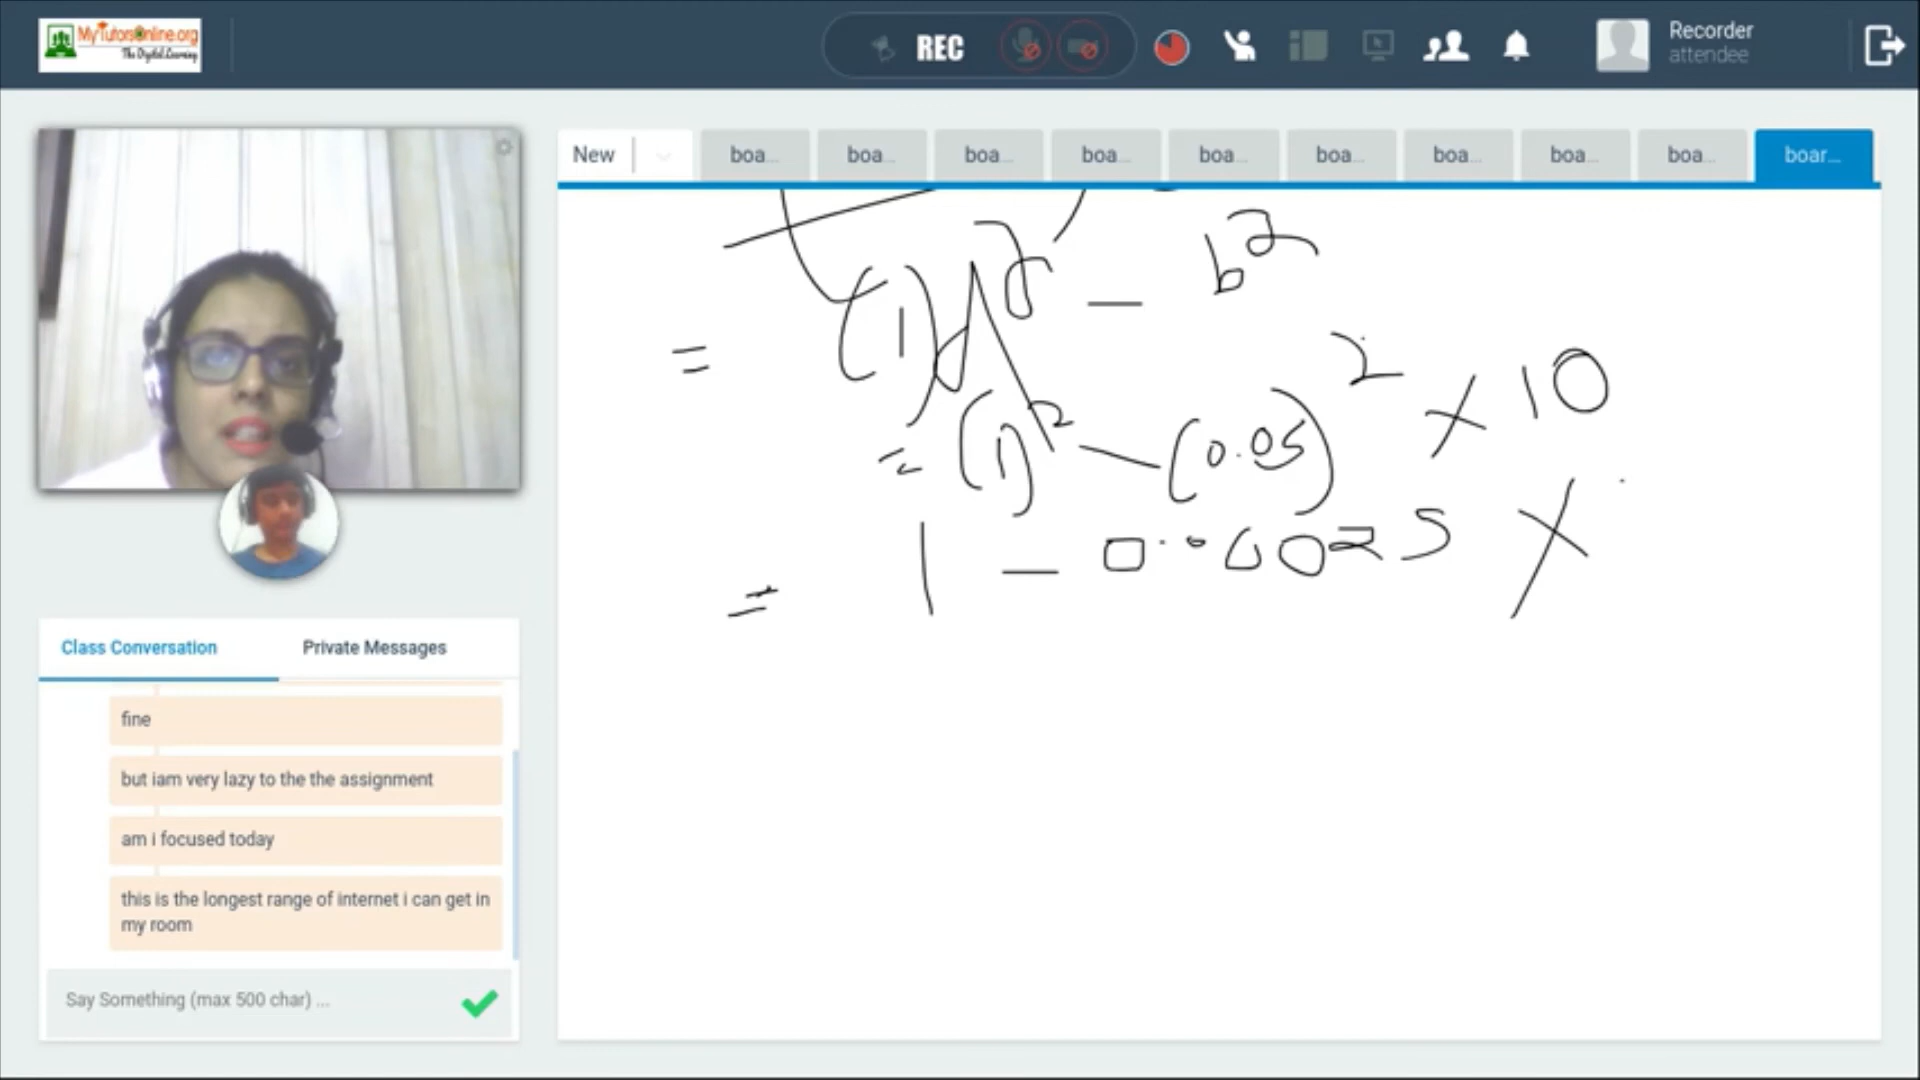 MyTutorsOnline.org
The Digital Learning
REC
Recorder
attendee
New
boa...
boa...
boa...
boa...
boa...
boa...
boa...
boa...
boa...
boar...
− b²
= (1)
= (1)² − (0.05)² × 10
= 1 − 0.0025 ×
Class Conversation
Private Messages
fine
but iam very lazy to the the assignment
am i focused today
this is the longest range of internet i can get in
my room
Say Something (max 500 char) ...